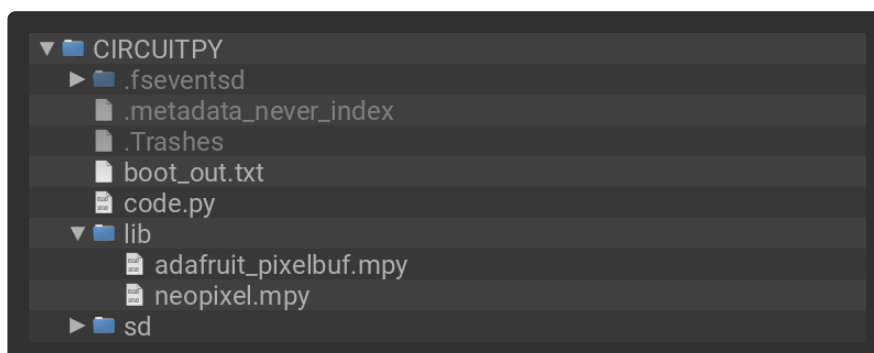 CIRCUITPY
.fseventsd
.metadata_never_index
.Trashes
boot_out.txt
code.py
lib
adafruit_pixelbuf.mpy
neopixel.mpy
sd